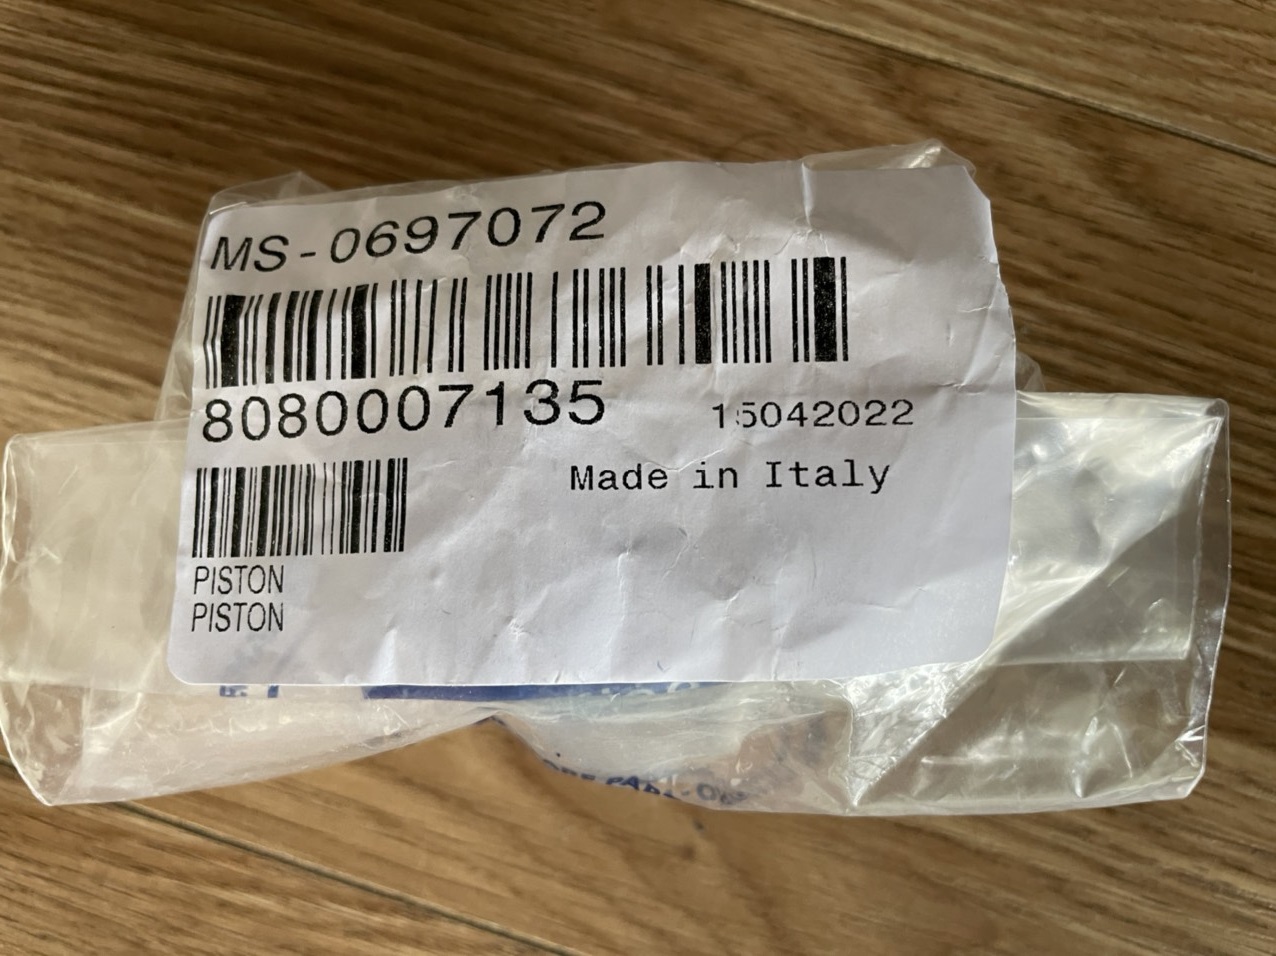 MS-0697072
8080007135 15042022
Made in Italy
PISTON
PISTON